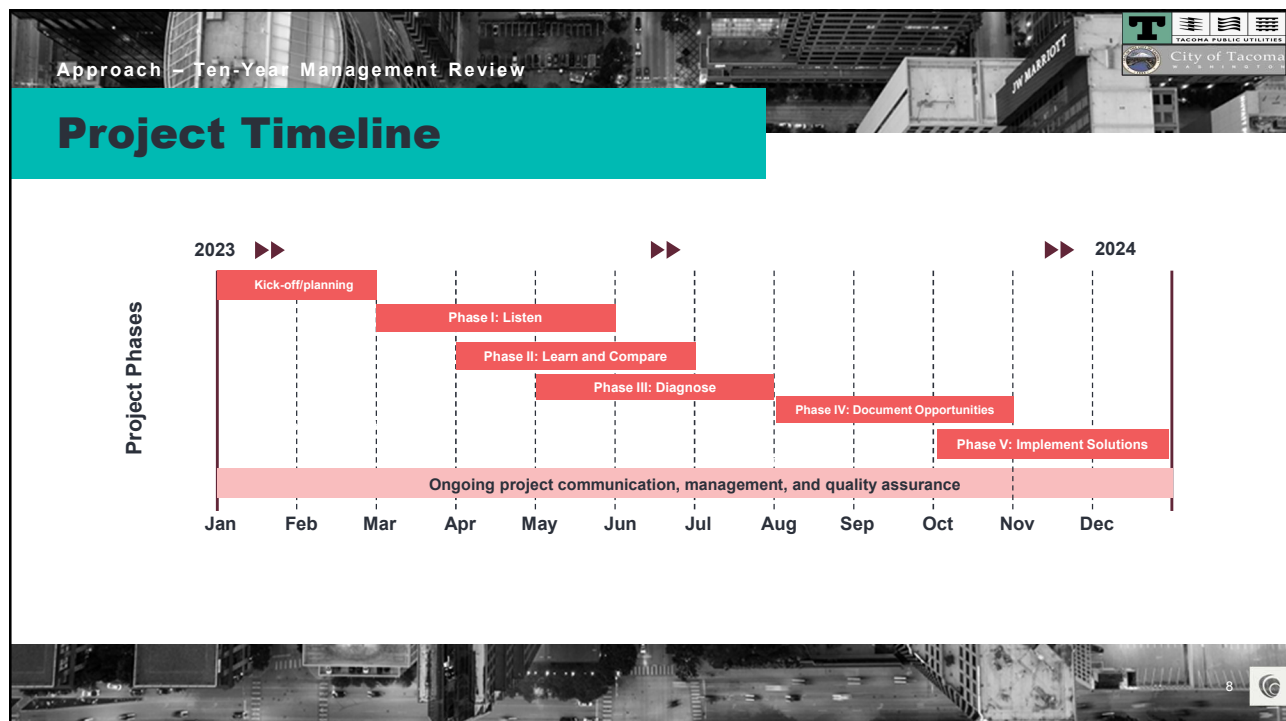 Approach – Ten-Year Management Review
T
TACOMA PUBLIC UTILITIES
City of Tacoma
WASHINGTON
JW MARRIOTT
Project Timeline
2023
2024
Project Phases
Kick-off/planning
Phase I: Listen
Phase II: Learn and Compare
Phase III: Diagnose
Phase IV: Document Opportunities
Phase V: Implement Solutions
Ongoing project communication, management, and quality assurance
Jan Feb Mar Apr May Jun Jul Aug Sep Oct Nov Dec
8